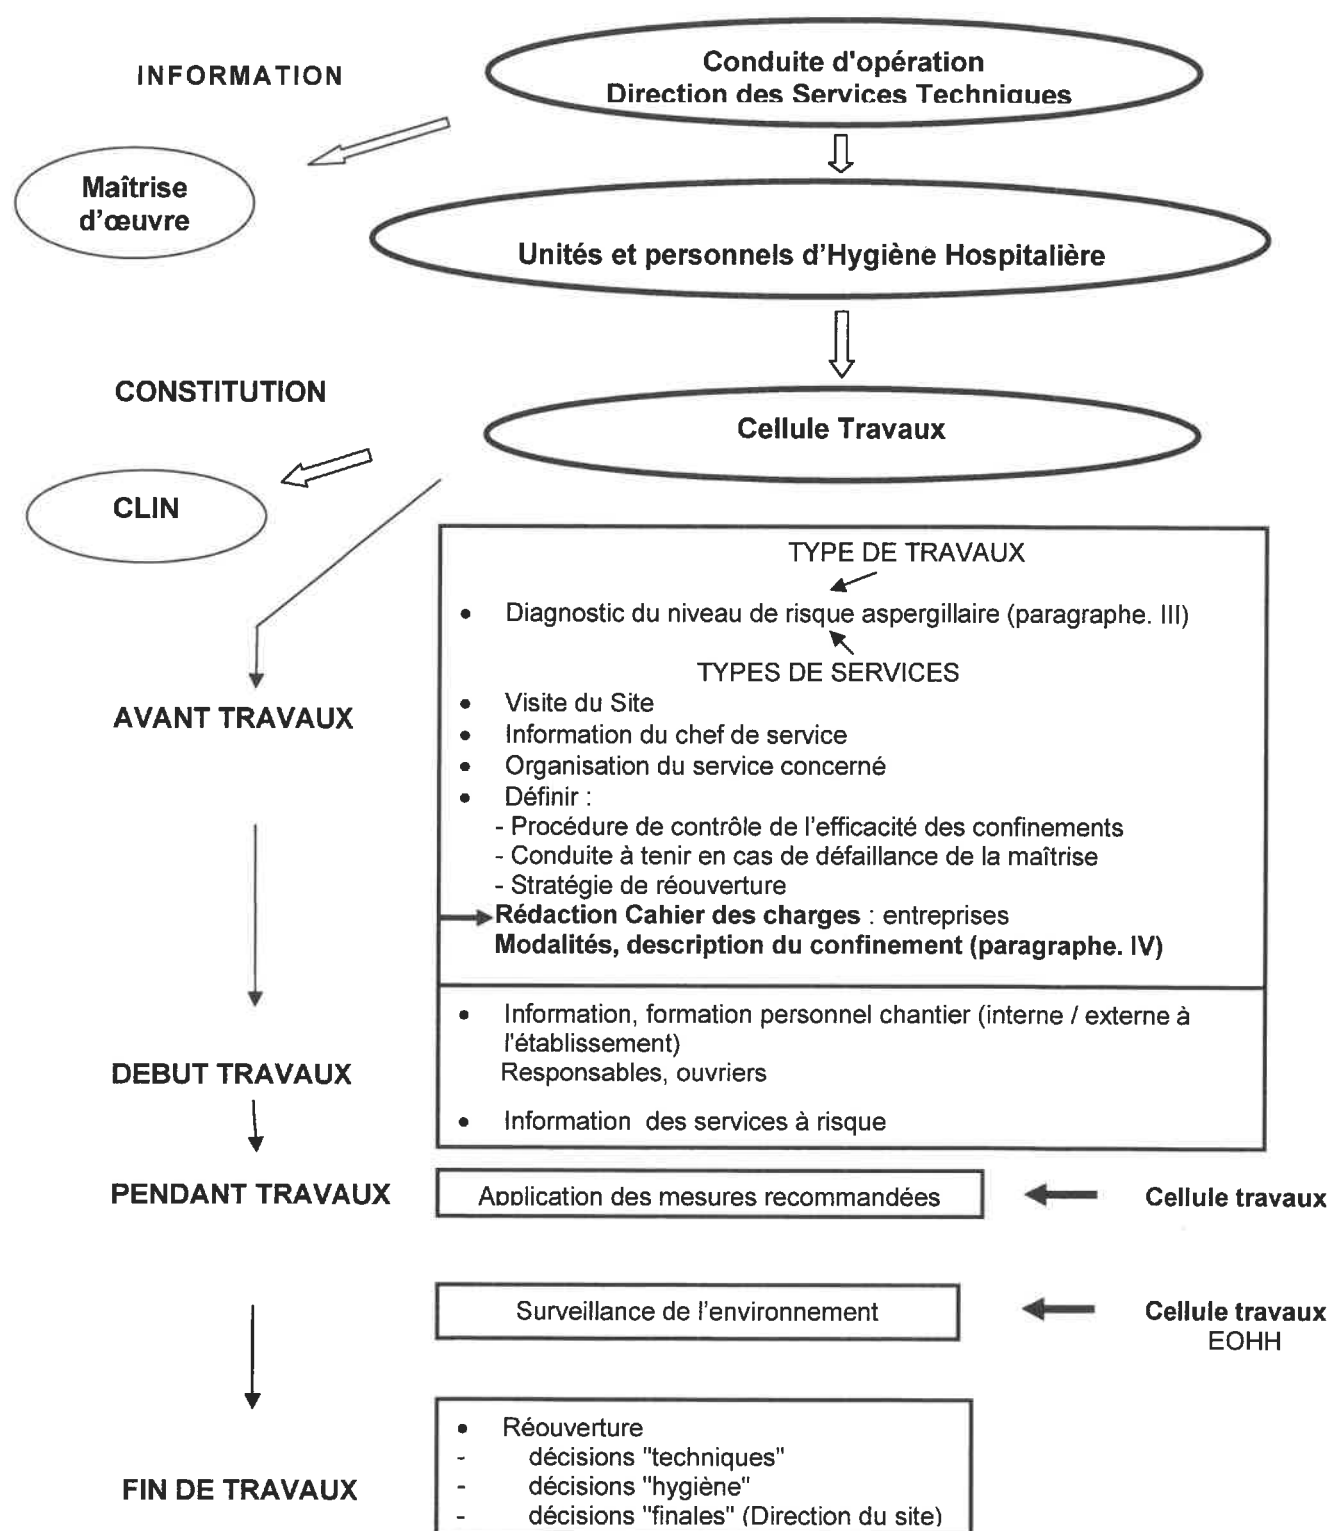 INFORMATION
Conduite d'opération
Direction des Services Techniques
Maîtrise
d'œuvre
Unités et personnels d'Hygiène Hospitalière
CONSTITUTION
Cellule Travaux
CLIN
TYPE DE TRAVAUX
• Diagnostic du niveau de risque aspergillaire (paragraphe. III)
TYPES DE SERVICES
AVANT TRAVAUX
• Visite du Site
• Information du chef de service
• Organisation du service concerné
• Définir :
- Procédure de contrôle de l'efficacité des confinements
- Conduite à tenir en cas de défaillance de la maîtrise
- Stratégie de réouverture
Rédaction Cahier des charges : entreprises
Modalités, description du confinement (paragraphe. IV)
DEBUT TRAVAUX
• Information, formation personnel chantier (interne / externe à
l'établissement)
Responsables, ouvriers
• Information des services à risque
PENDANT TRAVAUX
Application des mesures recommandées
Cellule travaux
Surveillance de l'environnement
Cellule travaux
EOHH
FIN DE TRAVAUX
• Réouverture
- décisions "techniques"
- décisions "hygiène"
- décisions "finales" (Direction du site)